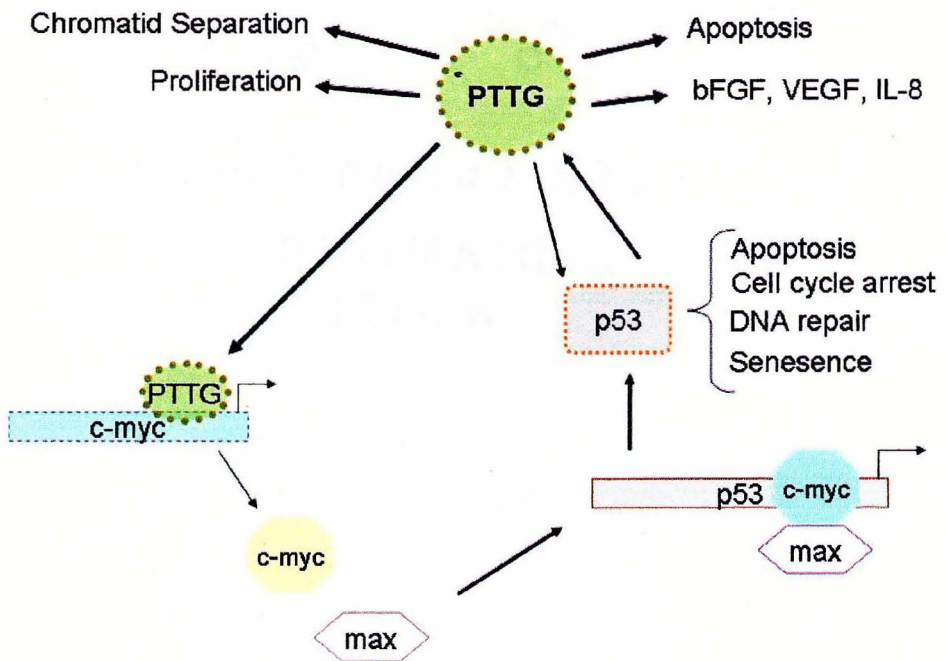 Chromatid Separation
Proliferation
PTTG
Apoptosis
bFGF, VEGF, IL-8
p53
Apoptosis
Cell cycle arrest
DNA repair
Senesence
PTTG
c-myc
c-myc
max
p53
c-myc
max